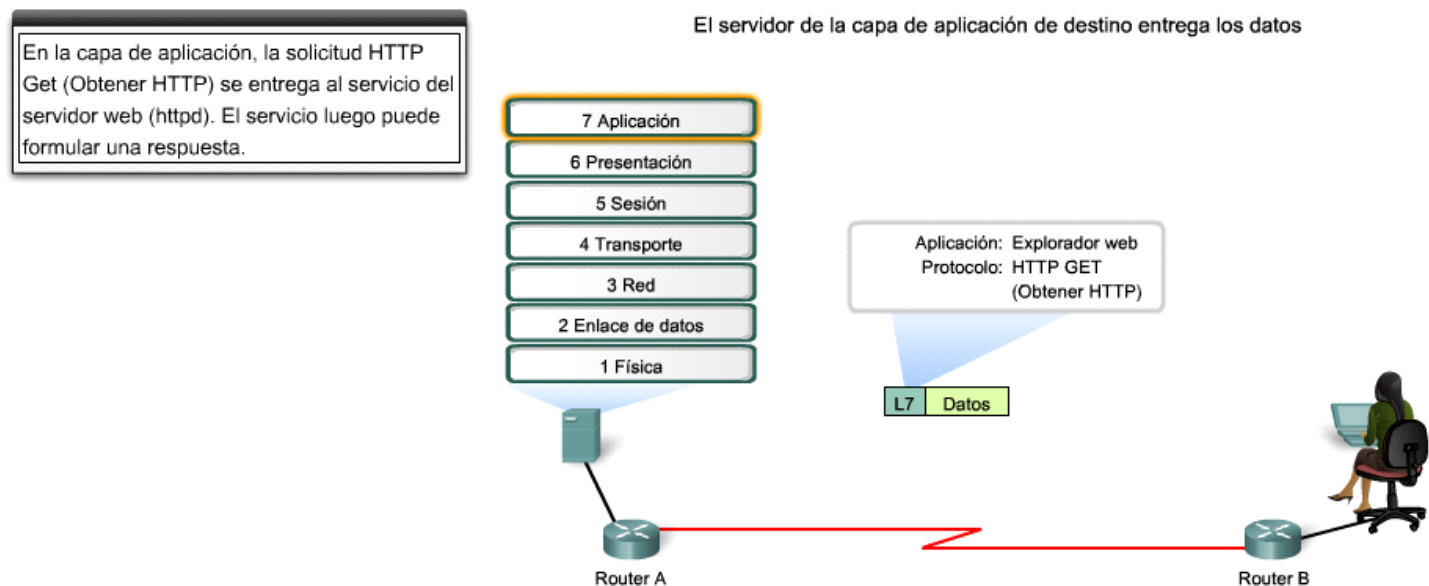 El servidor de la capa de aplicación de destino entrega los datos
En la capa de aplicación, la solicitud HTTP
Get (Obtener HTTP) se entrega al servicio del
servidor web (httpd). El servicio luego puede
formular una respuesta.
7 Aplicación
6 Presentación
5 Sesión
4 Transporte
3 Red
2 Enlace de datos
1 Física
Aplicación: Explorador web
Protocolo: HTTP GET
(Obtener HTTP)
L7 Datos
Router A
Router B